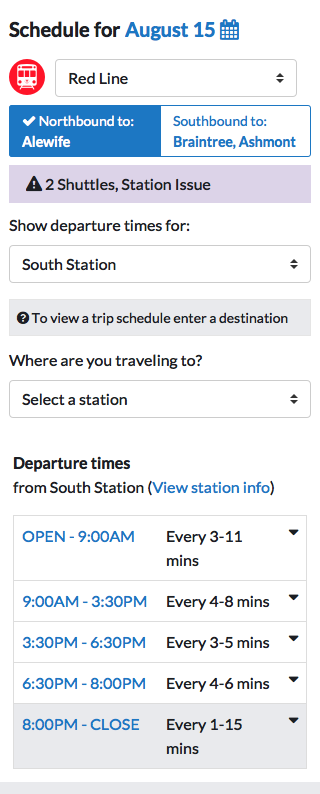 Schedule for August 15
Red Line
Northbound to:
Alewife
Southbound to:
Braintree, Ashmont
2 Shuttles, Station Issue
Show departure times for:
South Station
To view a trip schedule enter a destination
Where are you traveling to?
Select a station
Departure times
from South Station (View station info)
OPEN - 9:00AM Every 3-11
mins
9:00AM - 3:30PM Every 4-8 mins
3:30PM - 6:30PM Every 3-5 mins
6:30PM - 8:00PM Every 4-6 mins
8:00PM - CLOSE Every 1-15
mins